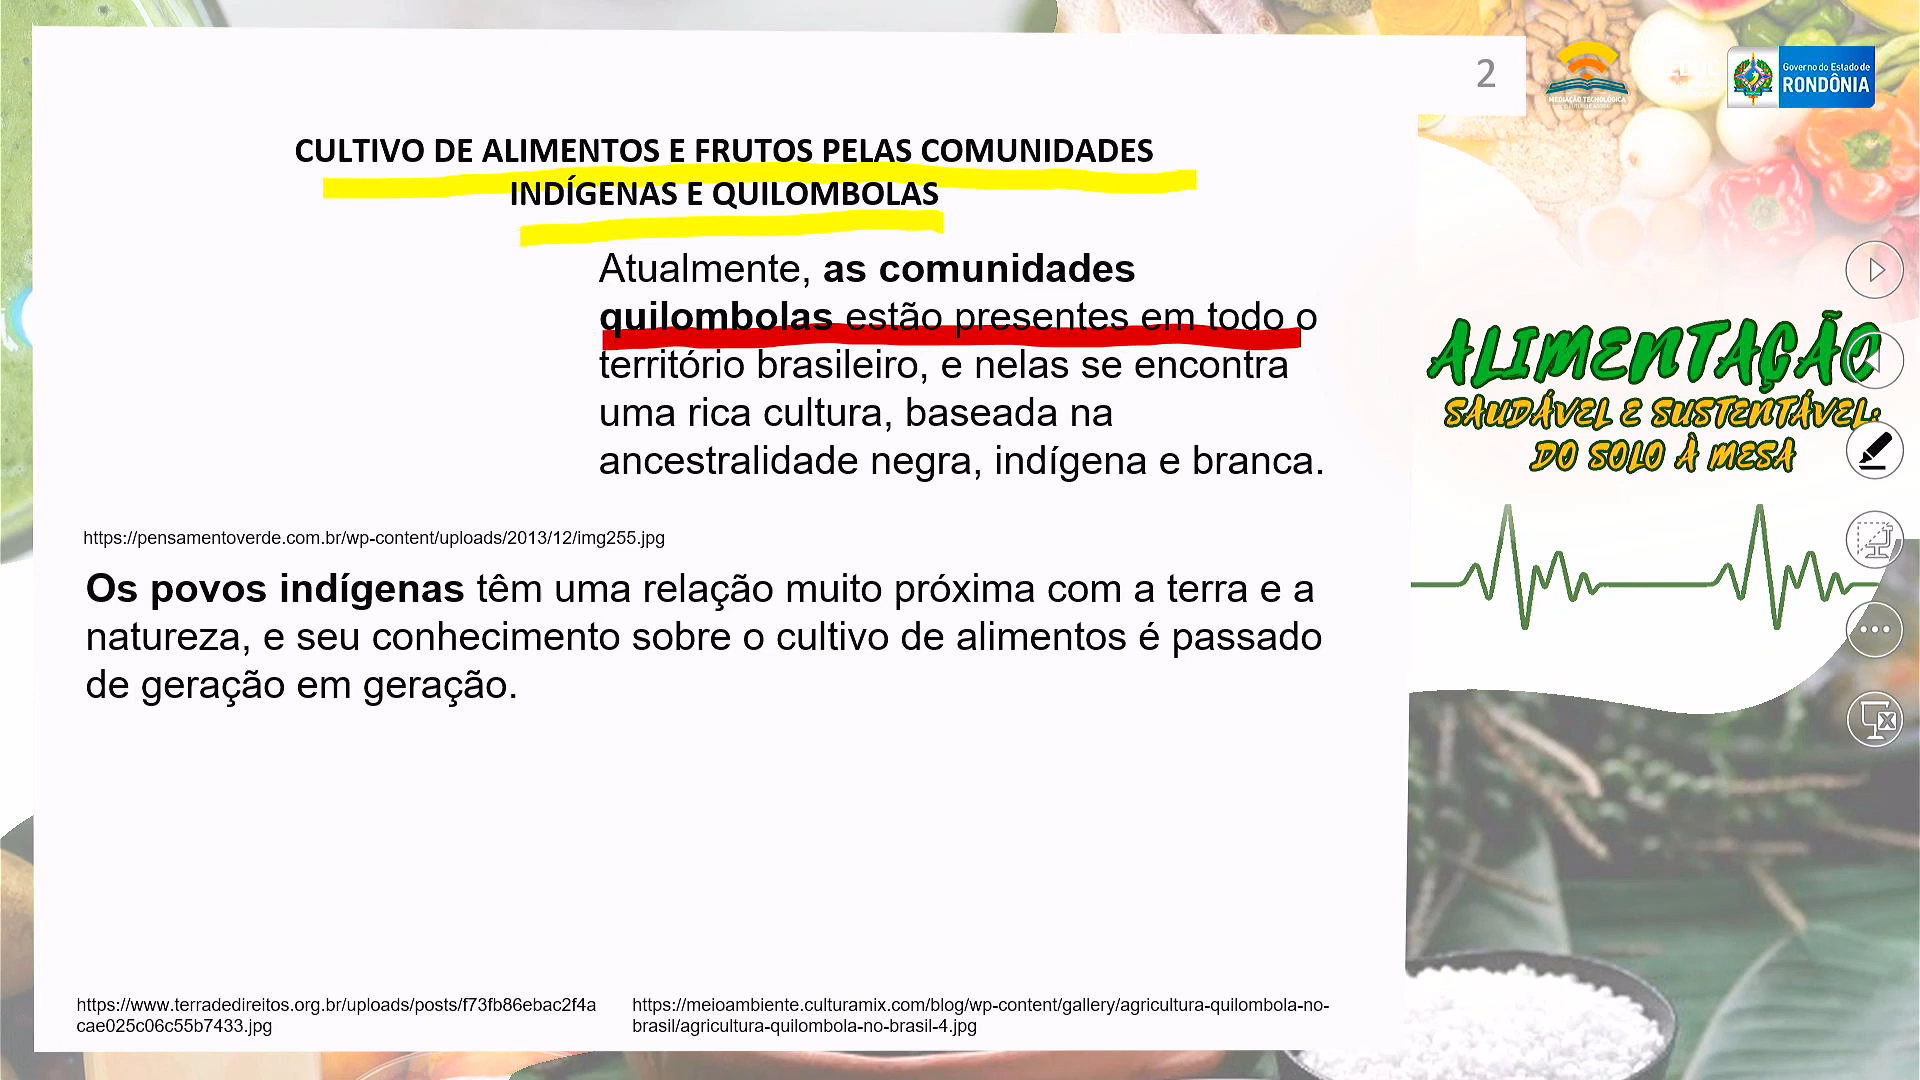 2
MEDIAÇÃO TECNOLÓGICA
Governo do Estado de
RONDÔNIA
CULTIVO DE ALIMENTOS E FRUTOS PELAS COMUNIDADES
INDÍGENAS E QUILOMBOLAS
Atualmente, as comunidades
quilombolas estão presentes em todo o
território brasileiro, e nelas se encontra
uma rica cultura, baseada na
ancestralidade negra, indígena e branca.
ALIMENTAÇÃO
SAUDÁVEL E SUSTENTÁVEL:
DO SOLO À MESA
https://pensamentoverde.com.br/wp-content/uploads/2013/12/img255.jpg
Os povos indígenas têm uma relação muito próxima com a terra e a
natureza, e seu conhecimento sobre o cultivo de alimentos é passado
de geração em geração.
https://www.terradedireitos.org.br/uploads/posts/f73fb86ebac2f4a
cae025c06c55b7433.jpg
https://meioambiente.culturamix.com/blog/wp-content/gallery/agricultura-quilombola-no-
brasil/agricultura-quilombola-no-brasil-4.jpg